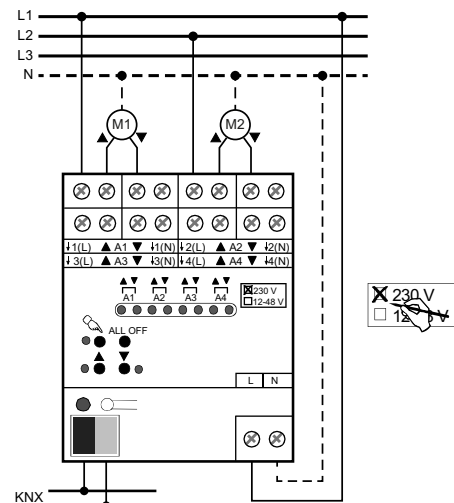 L1
L2
L3
N
M1 ▲ ▼
M2 ▲ ▼
↓1(L) ▲ A1 ▼ ↓1(N) ↓2(L) ▲ A2 ▼ ↓2(N)
↓3(L) ▲ A3 ▼ ↓3(N) ↓4(L) ▲ A4 ▼ ↓4(N)
▲ ▼ ▲ ▼ ▲ ▼ ▲ ▼
A1 A2 A3 A4
230 V
12-48 V
ALL OFF
▲ ▼
L N
KNX
230 V